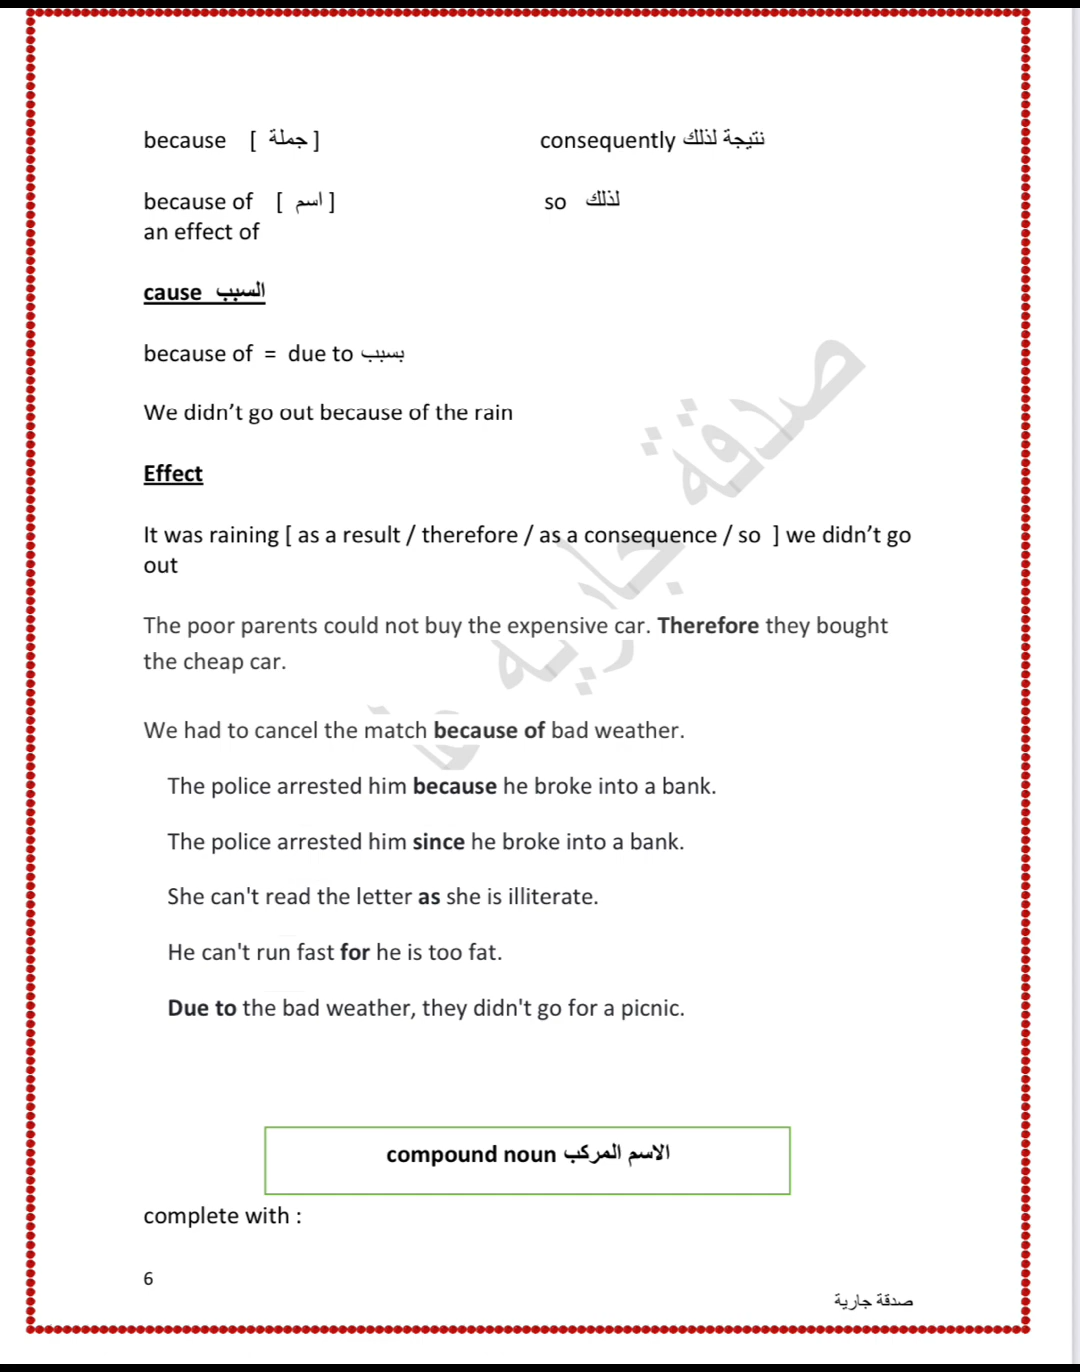 because [ جملة ] consequently نتيجة لذلك
because of [ اسم ] so لذلك
an effect of
cause السبب
because of = due to بسبب
We didn’t go out because of the rain
Effect
It was raining [ as a result / therefore / as a consequence / so ] we didn’t go
out
The poor parents could not buy the expensive car. Therefore they bought
the cheap car.
We had to cancel the match because of bad weather.
The police arrested him because he broke into a bank.
The police arrested him since he broke into a bank.
She can't read the letter as she is illiterate.
He can't run fast for he is too fat.
Due to the bad weather, they didn't go for a picnic.
compound noun الاسم المركب
complete with :
6
صدقة جارية
صدقة جارية